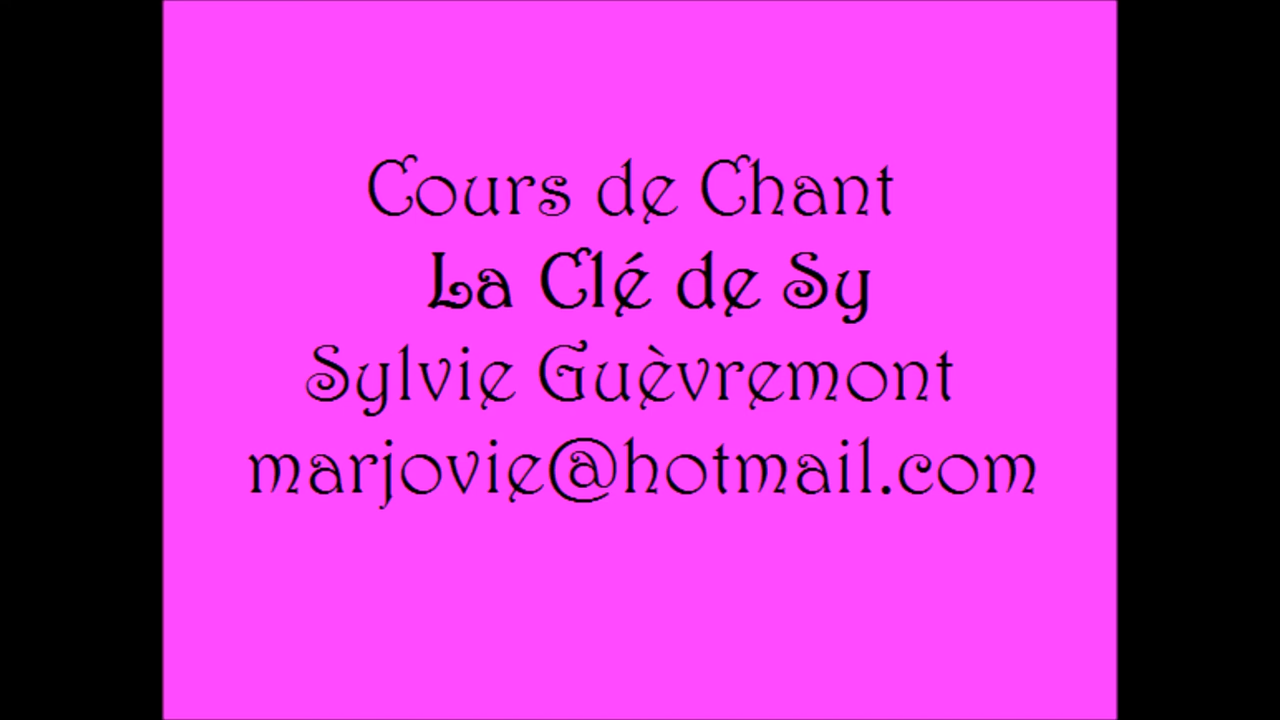 Cours de Chant
La Clé de Sy
Sylvie Guèvremont
marjovie@hotmail.com